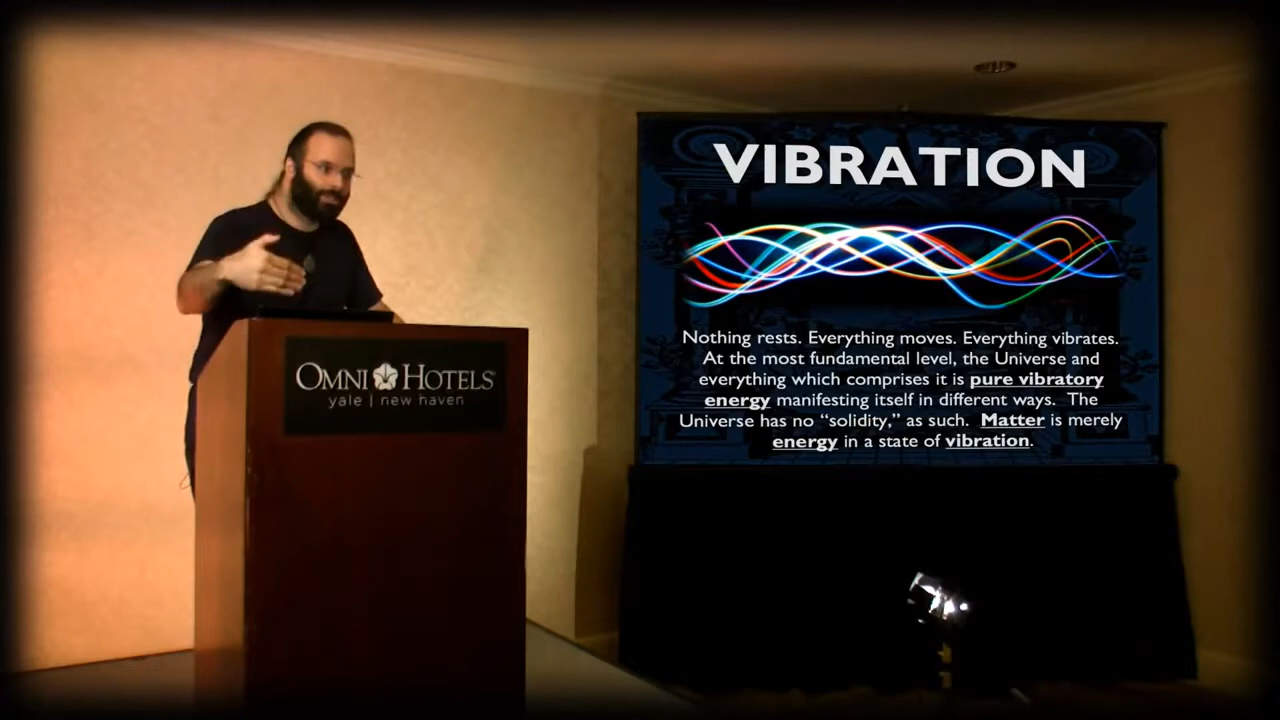 OMNI HOTELS
yale | new haven
VIBRATION
Nothing rests. Everything moves. Everything vibrates.
At the most fundamental level, the Universe and
everything which comprises it is pure vibratory
energy manifesting itself in different ways. The
Universe has no “solidity,” as such. Matter is merely
energy in a state of vibration.